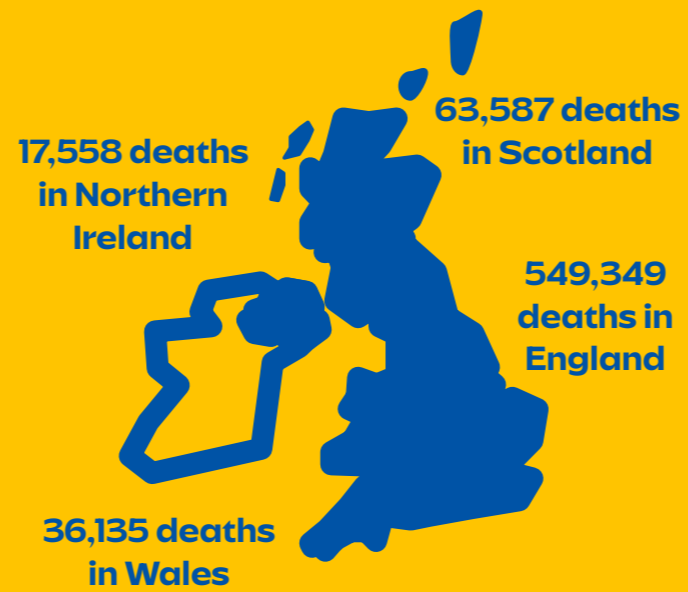 63,587 deaths
in Scotland
17,558 deaths
in Northern
Ireland
549,349
deaths in
England
36,135 deaths
in Wales